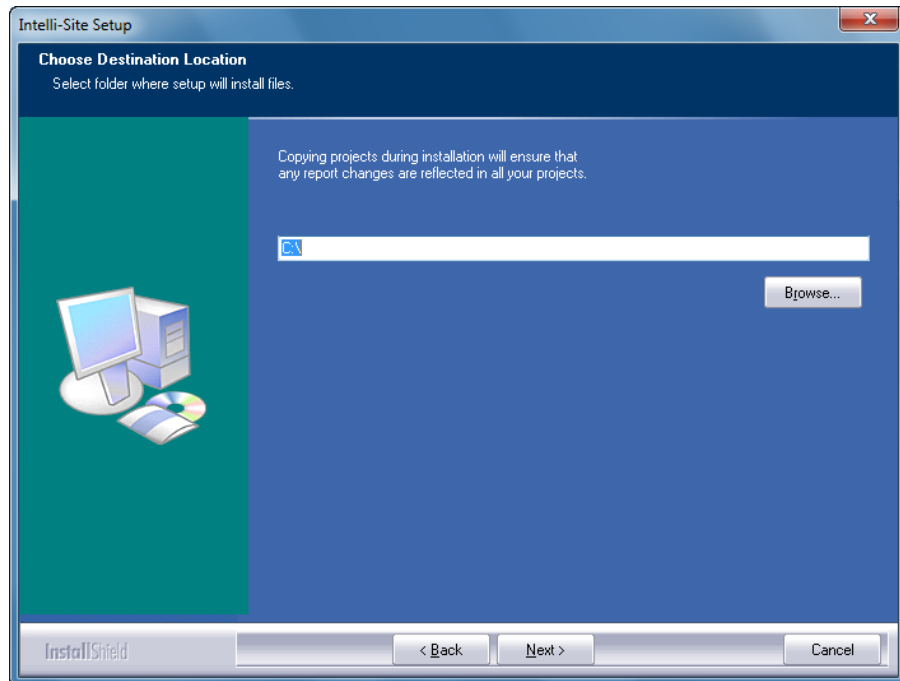 Intelli-Site Setup
Choose Destination Location
Select folder where setup will install files.
Copying projects during installation will ensure that
any report changes are reflected in all your projects.
C:\
Browse...
InstallShield
< Back
Next >
Cancel